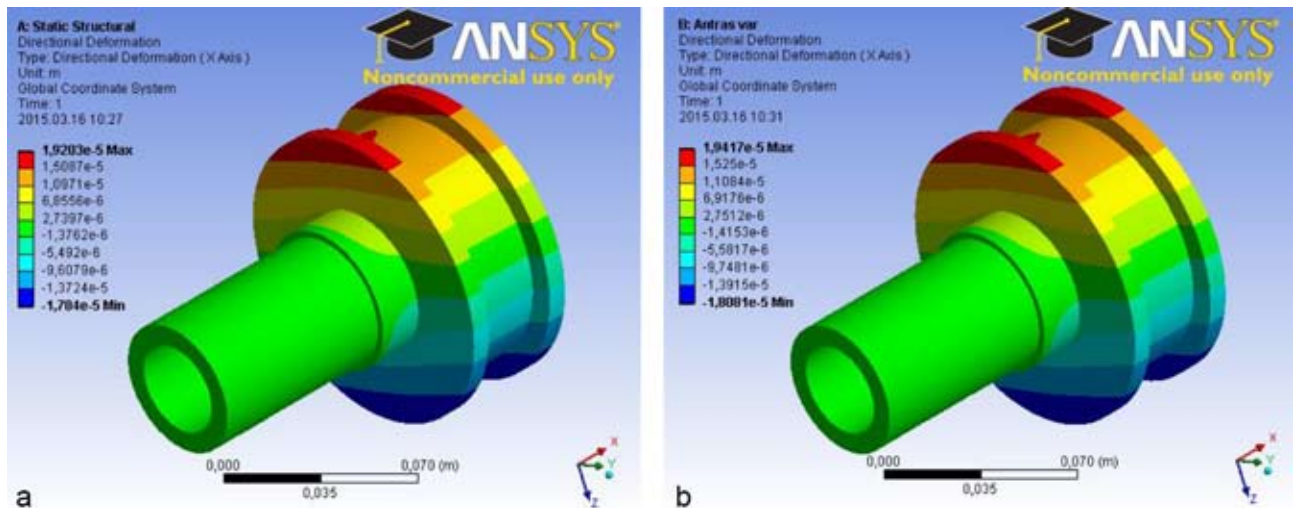 A: Static Structural
Directional Deformation
Type: Directional Deformation ( X Axis )
Unit: m
Global Coordinate System
Time: 1
2015.03.16 10:27
ANSYS
Noncommercial use only
1,9203e-5 Max
1,5087e-5
1,0971e-5
6,8556e-6
2,7397e-6
-1,3762e-6
-5,492e-6
-9,6079e-6
-1,3724e-5
-1,784e-5 Min
0,000
0,070 (m)
0,035
X
Y
Z
a
B: Antras var
Directional Deformation
Type: Directional Deformation ( X Axis )
Unit: m
Global Coordinate System
Time: 1
2015.03.16 10:31
ANSYS
Noncommercial use only
1,9417e-5 Max
1,525e-5
1,1084e-5
6,9176e-6
2,7512e-6
-1,4153e-6
-5,5817e-6
-9,7481e-6
-1,3915e-5
-1,8081e-5 Min
0,000
0,070 (m)
0,035
X
Y
Z
b